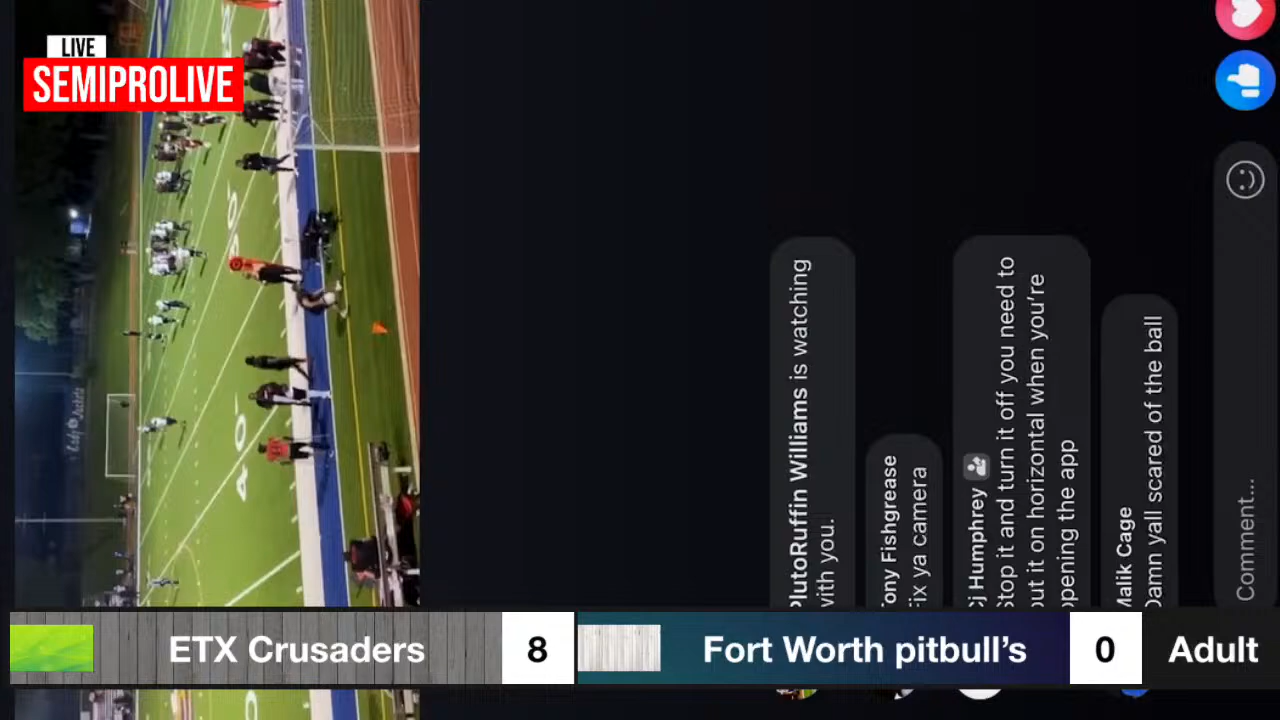 LIVE
SEMIPROLIVE
PlutoRuffin Williams is watching
with you.
Tony Fishgrease
Fix ya camera
Cj Humphrey
Stop it and turn it off you need to
put it on horizontal when you're
opening the app
Malik Cage
Damn yall scared of the ball
Comment...
ETX Crusaders
8
Fort Worth pitbull's
0
Adult